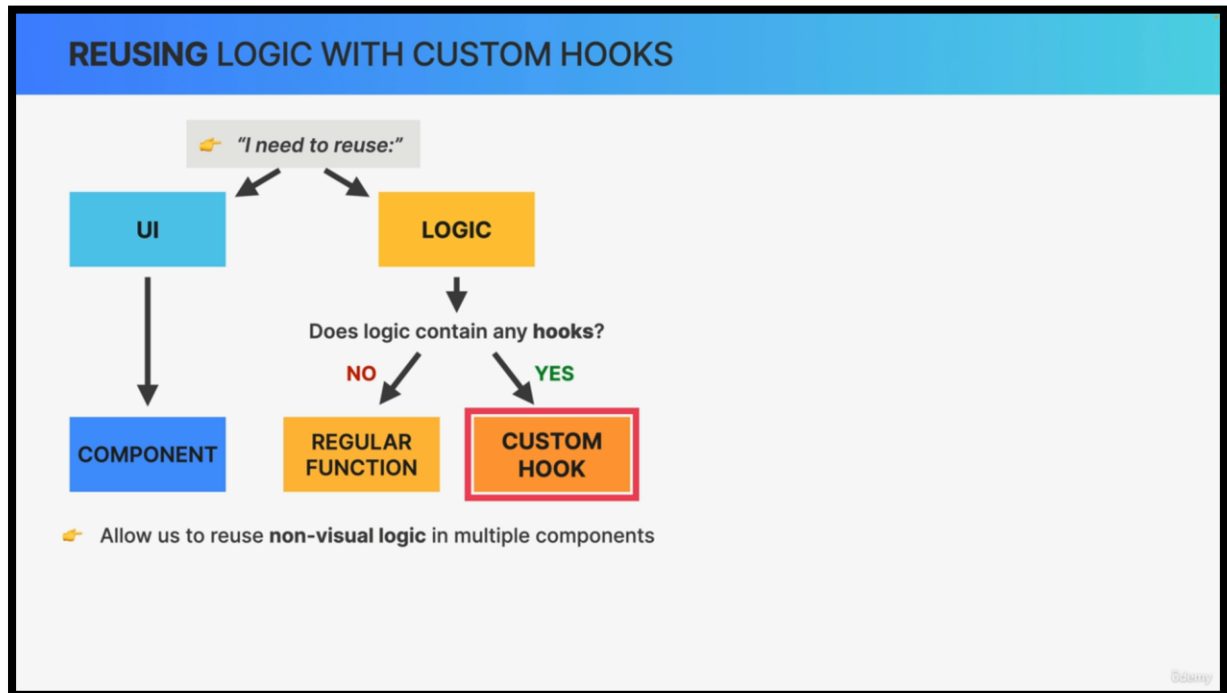 REUSING LOGIC WITH CUSTOM HOOKS
👉 "I need to reuse:"
UI
LOGIC
Does logic contain any hooks?
NO
YES
COMPONENT
REGULAR
FUNCTION
CUSTOM
HOOK
👉 Allow us to reuse non-visual logic in multiple components
ûdemy